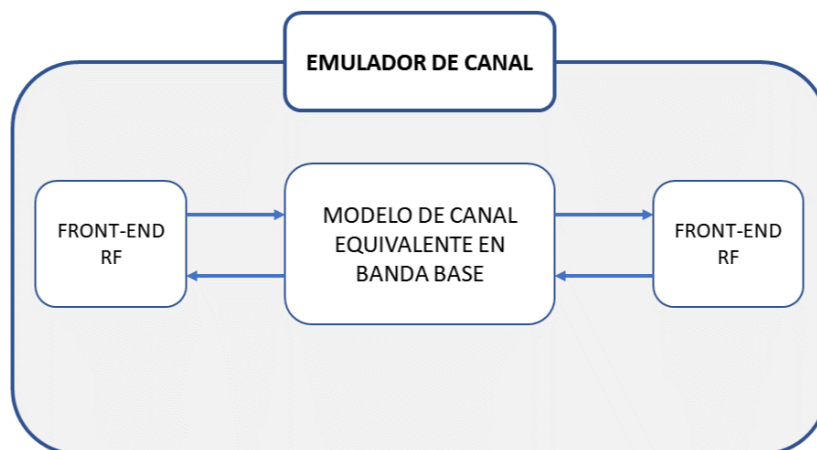 EMULADOR DE CANAL
FRONT-END
RF
MODELO DE CANAL
EQUIVALENTE EN
BANDA BASE
FRONT-END
RF